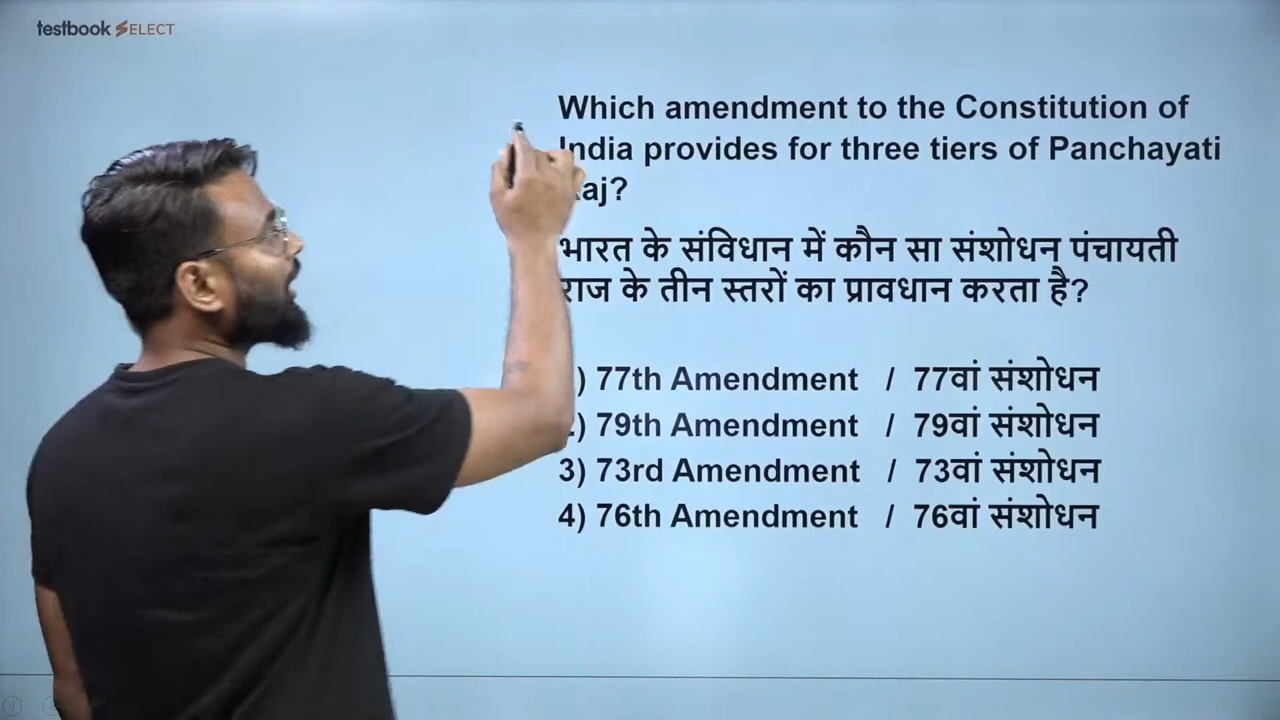 testbook SELECT
Which amendment to the Constitution of
India provides for three tiers of Panchayati
Raj?
भारत के संविधान में कौन सा संशोधन पंचायती
राज के तीन स्तरों का प्रावधान करता है?
) 77th Amendment / 77वां संशोधन
2) 79th Amendment / 79वां संशोधन
3) 73rd Amendment / 73वां संशोधन
4) 76th Amendment / 76वां संशोधन